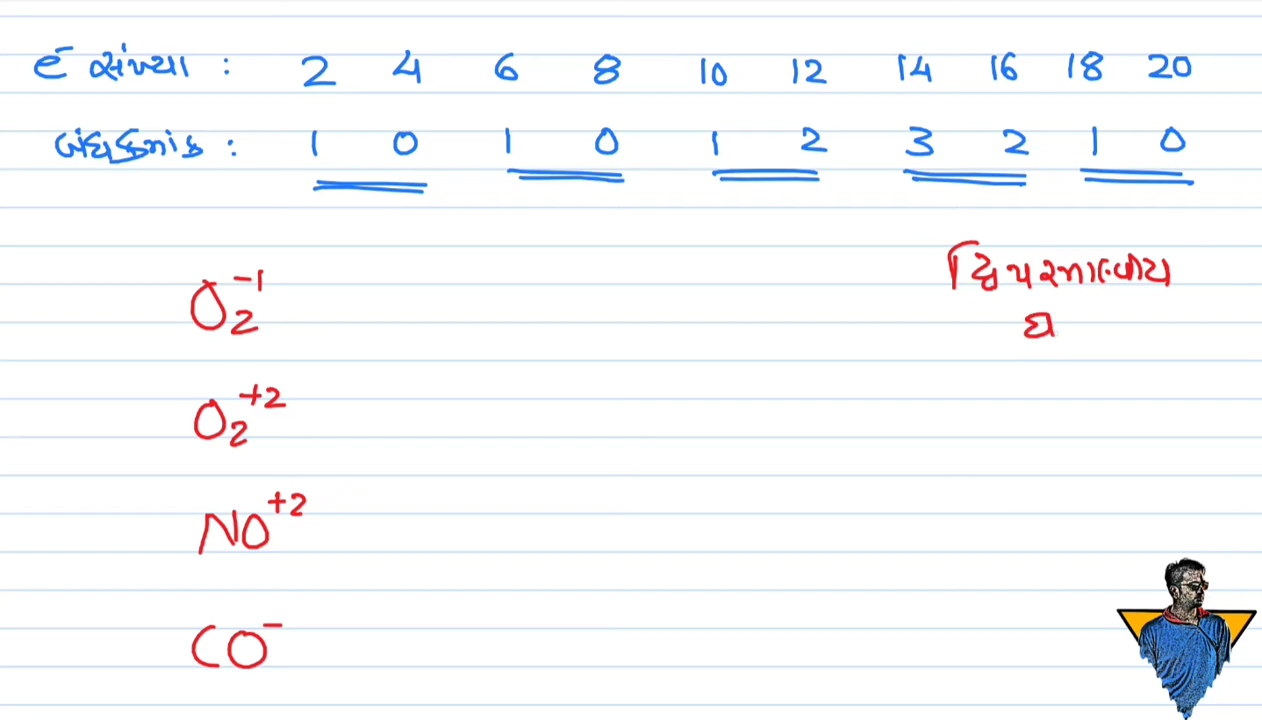 e⁻ સંખ્યા : 2 4 6 8 10 12 14 16 18 20
બંધક્રમાંક : 1 0 1 0 1 2 3 2 1 0
દ્વિપરમાણ્વીય
ઘ
O₂⁻¹
O₂⁺²
NO⁺²
CO⁻